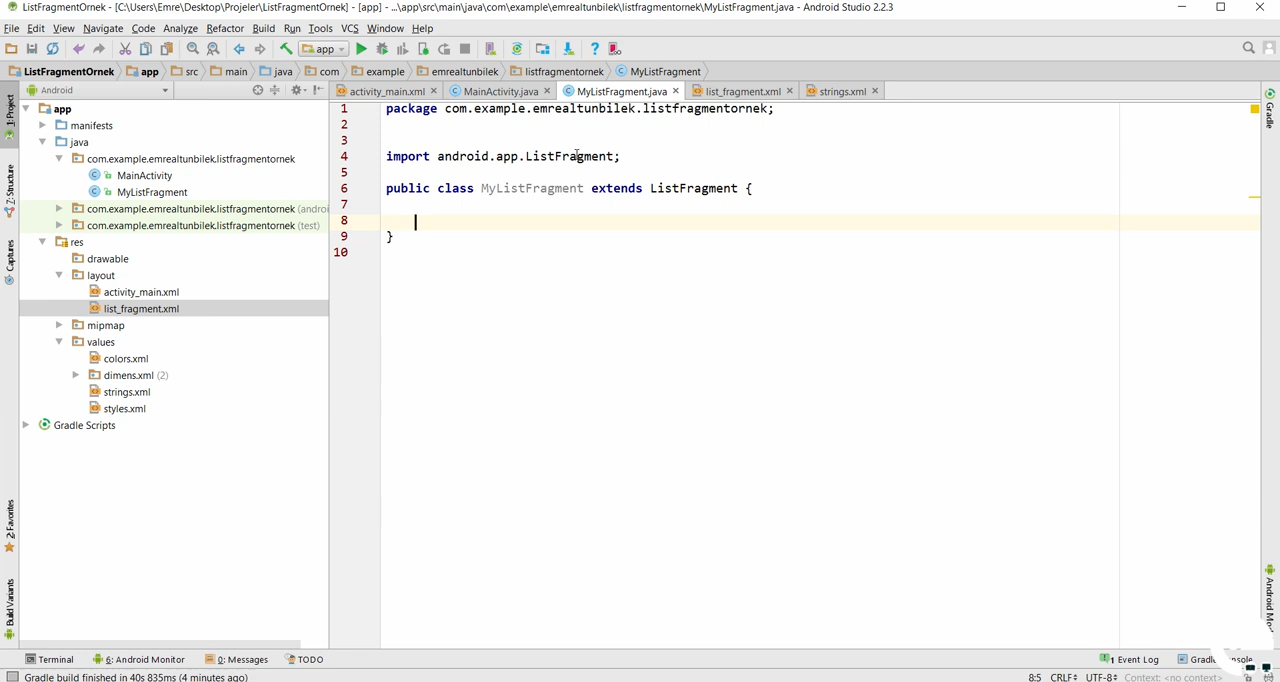 ListFragmentOrnek - [C:\Users\Emre\Desktop\Projeler\ListFragmentOrnek] - [app] - ...\app\src\main\java\com\example\emrealtunbilek\listfragmentornek\MyListFragment.java - Android Studio 2.2.3
File Edit View Navigate Code Analyze Refactor Build Run Tools VCS Window Help
app
ListFragmentOrnek app src main java com example emrealtunbilek listfragmentornek MyListFragment
Android
activity_main.xml MainActivity.java MyListFragment.java list_fragment.xml strings.xml
1: Project
Z: Structure
Captures
2: Favorites
Build Variants
app
manifests
java
com.example.emrealtunbilek.listfragmentornek
MainActivity
MyListFragment
com.example.emrealtunbilek.listfragmentornek (androi
com.example.emrealtunbilek.listfragmentornek (test)
res
drawable
layout
activity_main.xml
list_fragment.xml
mipmap
values
colors.xml
dimens.xml (2)
strings.xml
styles.xml
Gradle Scripts
1 package com.example.emrealtunbilek.listfragmentornek;
2
3
4 import android.app.ListFragment;
5
6 public class MyListFragment extends ListFragment {
7
8
9 }
10
Gradle
Android Mo
Terminal 6: Android Monitor 0: Messages TODO
1 Event Log
Gradle nsole
Gradle build finished in 40s 835ms (4 minutes ago)
8:5 CRLF UTF-8 Context: <no context>